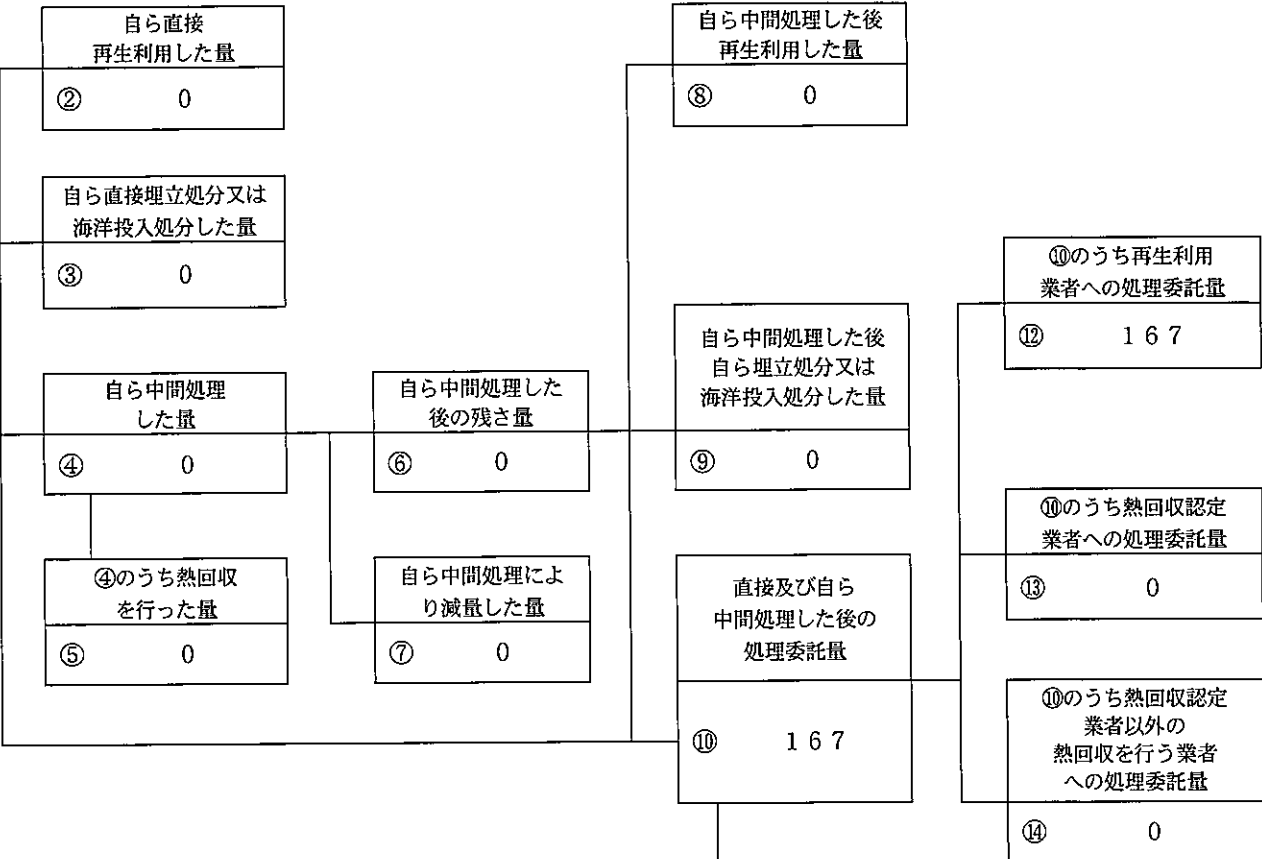 自ら直接
再生利用した量
② 0
自ら直接埋立処分又は
海洋投入処分した量
③ 0
自ら中間処理
した量
④ 0
④のうち熱回収
を行った量
⑤ 0
自ら中間処理した
後の残さ量
⑥ 0
自ら中間処理によ
り減量した量
⑦ 0
自ら中間処理した後
再生利用した量
⑧ 0
自ら中間処理した後
自ら埋立処分又は
海洋投入処分した量
⑨ 0
直接及び自ら
中間処理した後の
処理委託量
⑩ 167
⑩のうち再生利用
業者への処理委託量
⑫ 167
⑩のうち熱回収認定
業者への処理委託量
⑬ 0
⑩のうち熱回収認定
業者以外の
熱回収を行う業者
への処理委託量
⑭ 0